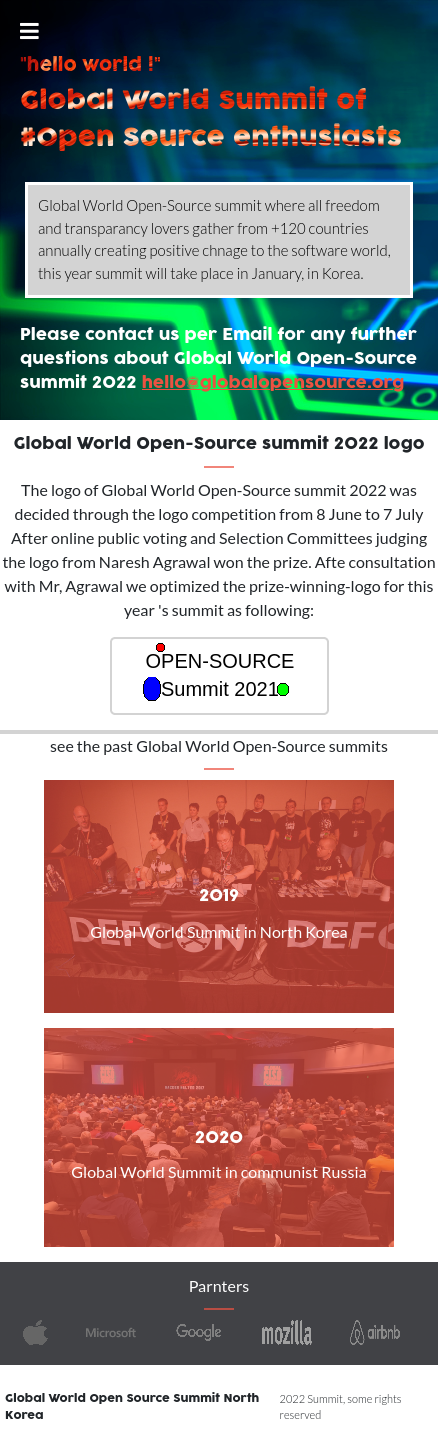 "hello world !"
Global World Summit of
#Open Source enthusiasts
Global World Open-Source summit where all freedom
and transparancy lovers gather from +120 countries
annually creating positive chnage to the software world,
this year summit will take place in January, in Korea.
Please contact us per Email for any further
questions about Global World Open-Source
summit 2022 hello@globalopensource.org
Global World Open-Source summit 2022 logo
The logo of Global World Open-Source summit 2022 was
decided through the logo competition from 8 June to 7 July
After online public voting and Selection Committees judging
the logo from Naresh Agrawal won the prize. Afte consultation
with Mr, Agrawal we optimized the prize-winning-logo for this
year 's summit as following:
OPEN-SOURCE
Summit 2021
see the past Global World Open-Source summits
DEFCON DEFC
2019
Global World Summit in North Korea
2020
Global World Summit in communist Russia
Parnters
Microsoft Google mozilla airbnb
Global World Open Source Summit North
Korea
2022 Summit, some rights
reserved